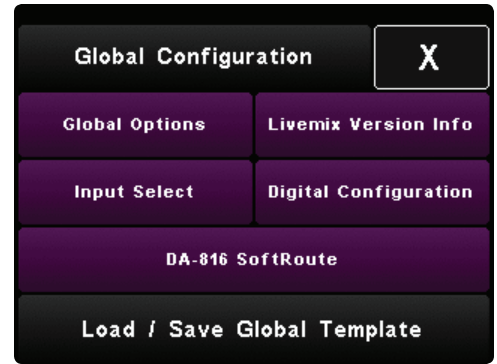 Global Configuration X
Global Options Livemix Version Info
Input Select Digital Configuration
DA-816 SoftRoute
Load / Save Global Template